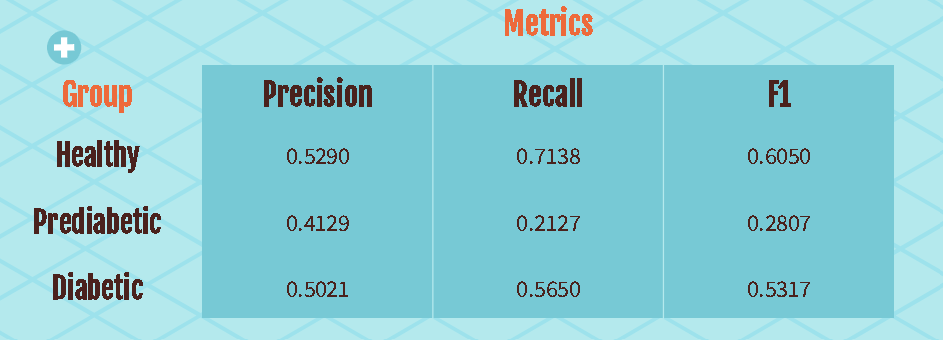 Metrics
Group Precision Recall F1
Healthy 0.5290 0.7138 0.6050
Prediabetic 0.4129 0.2127 0.2807
Diabetic 0.5021 0.5650 0.5317